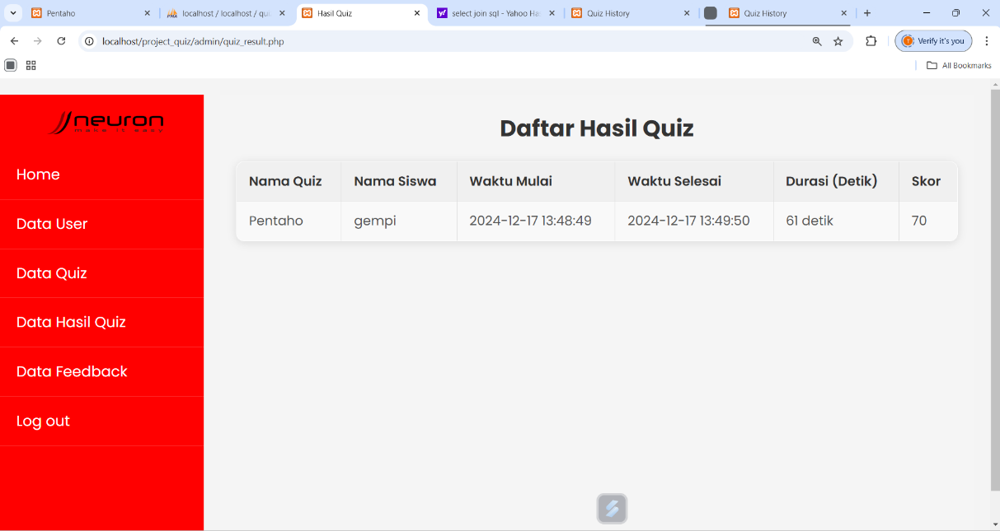 Pentaho
localhost / localhost / qui
Hasil Quiz
select join sql - Yahoo Ha
Quiz History
Quiz History
localhost/project_quiz/admin/quiz_result.php
Verify it's you
All Bookmarks
neuron
make it easy
Home
Data User
Data Quiz
Data Hasil Quiz
Data Feedback
Log out
Daftar Hasil Quiz
Nama Quiz Nama Siswa Waktu Mulai Waktu Selesai Durasi (Detik) Skor
Pentaho gempi 2024-12-17 13:48:49 2024-12-17 13:49:50 61 detik 70